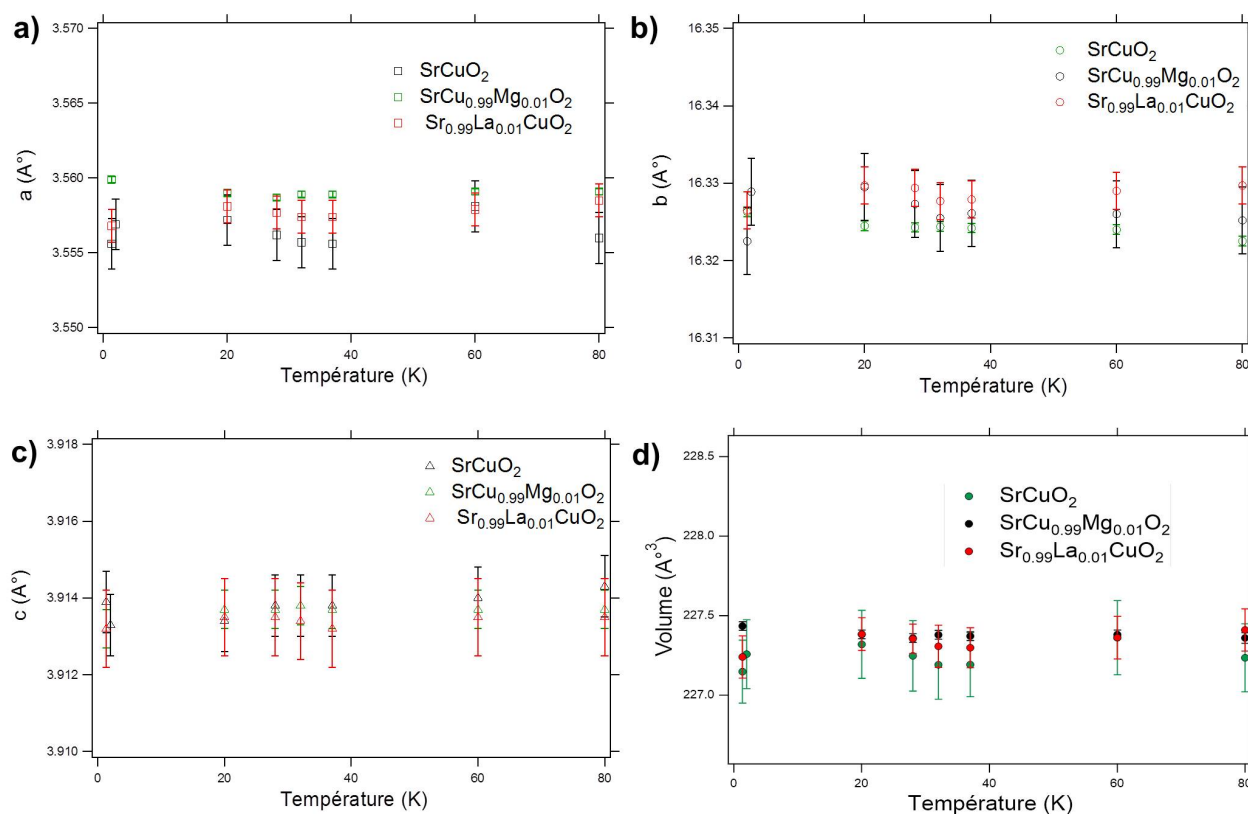 a)
3.570
3.565
3.560
3.555
3.550
a (A°)
SrCuO2
SrCu0.99Mg0.01O2
Sr0.99La0.01CuO2
0 20 40 60 80
Température (K)
b)
16.35
16.34
16.33
16.32
16.31
b (A°)
SrCuO2
SrCu0.99Mg0.01O2
Sr0.99La0.01CuO2
0 20 40 60 80
Température (K)
c)
3.918
3.916
3.914
3.912
3.910
c (A°)
SrCuO2
SrCu0.99Mg0.01O2
Sr0.99La0.01CuO2
0 20 40 60 80
Température (K)
d)
228.5
228.0
227.5
227.0
Volume (A°3)
SrCuO2
SrCu0.99Mg0.01O2
Sr0.99La0.01CuO2
0 20 40 60 80
Température (K)